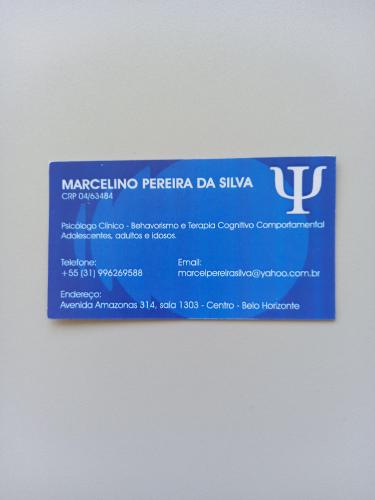 MARCELINO PEREIRA DA SILVA
CRP 04/63484
Psicólogo Clínico - Behavorismo e Terapia Cognitivo Comportamental
Adolescentes, adultos e idosos.
Telefone:
+55 (31) 996269588
Email:
marcelpereirasilva@yahoo.com.br
Endereço:
Avenida Amazonas 314, sala 1303 - Centro - Belo Horizonte